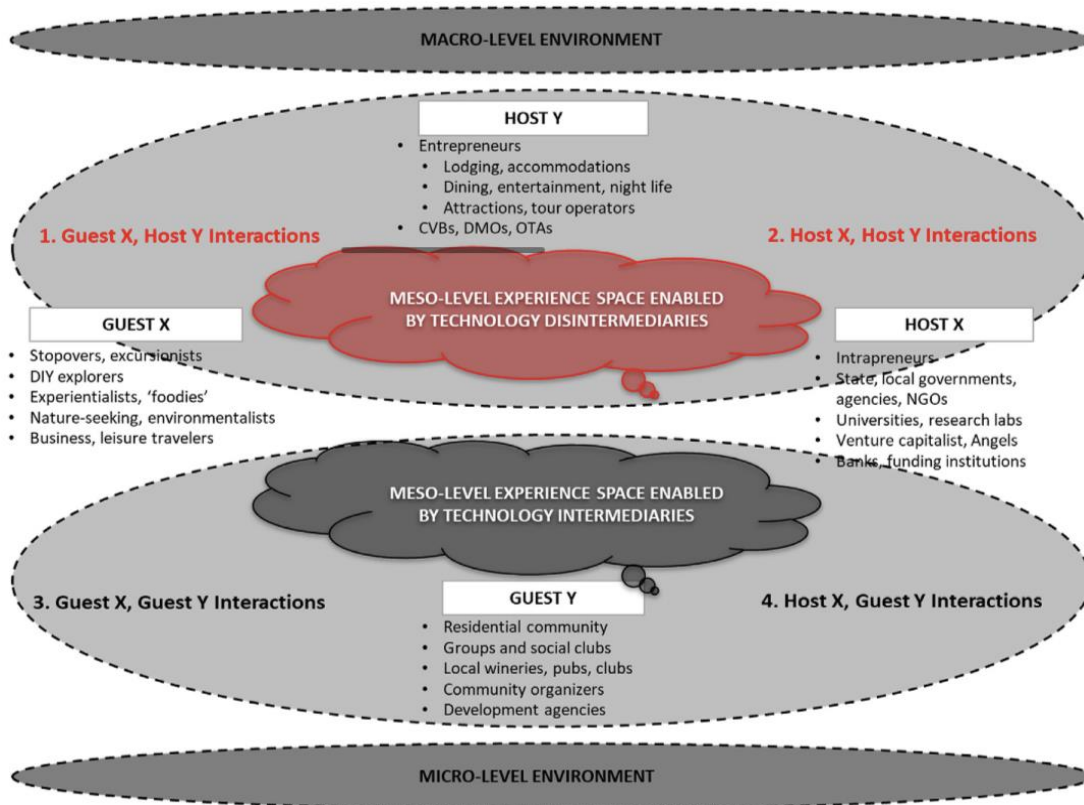 MACRO-LEVEL ENVIRONMENT
HOST Y
• Entrepreneurs
• Lodging, accommodations
• Dining, entertainment, night life
• Attractions, tour operators
• CVBs, DMOs, OTAs
1. Guest X, Host Y Interactions
2. Host X, Host Y Interactions
MESO-LEVEL EXPERIENCE SPACE ENABLED
BY TECHNOLOGY DISINTERMEDIARIES
GUEST X
• Stopovers, excursionists
• DIY explorers
• Experientialists, ‘foodies’
• Nature-seeking, environmentalists
• Business, leisure travelers
HOST X
• Intrapreneurs
• State, local governments,
agencies, NGOs
• Universities, research labs
• Venture capitalist, Angels
• Banks, funding institutions
MESO-LEVEL EXPERIENCE SPACE ENABLED
BY TECHNOLOGY INTERMEDIARIES
3. Guest X, Guest Y Interactions
4. Host X, Guest Y Interactions
GUEST Y
• Residential community
• Groups and social clubs
• Local wineries, pubs, clubs
• Community organizers
• Development agencies
MICRO-LEVEL ENVIRONMENT